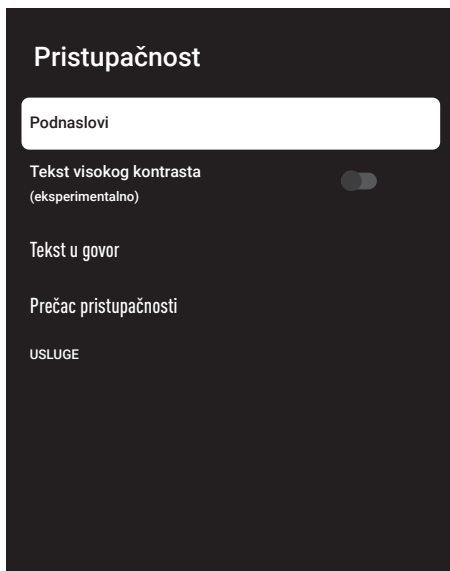 Pristupačnost
Podnaslovi
Tekst visokog kontrasta
(eksperimentalno)
Tekst u govor
Prečac pristupačnosti
USLUGE